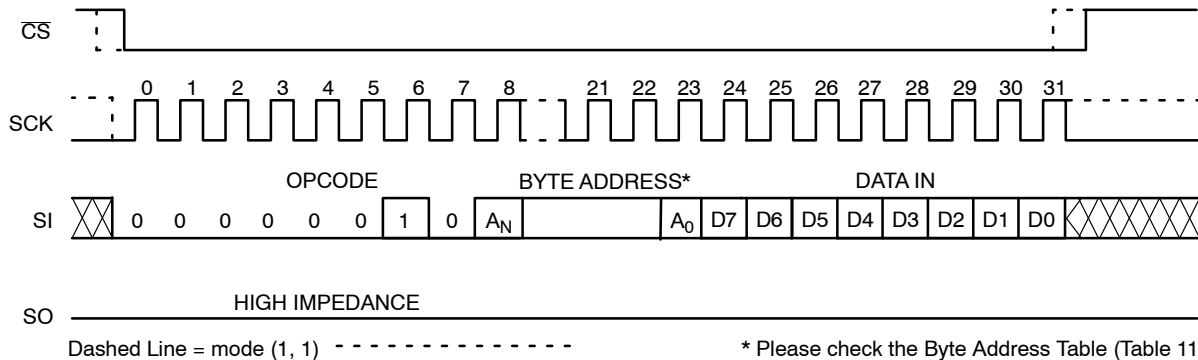 CS
0 1 2 3 4 5 6 7 8 21 22 23 24 25 26 27 28 29 30 31
SCK
OPCODE BYTE ADDRESS* DATA IN
SI 0 0 0 0 0 0 1 0 AN A0 D7 D6 D5 D4 D3 D2 D1 D0
HIGH IMPEDANCE
SO
Dashed Line = mode (1, 1) * Please check the Byte Address Table (Table 11